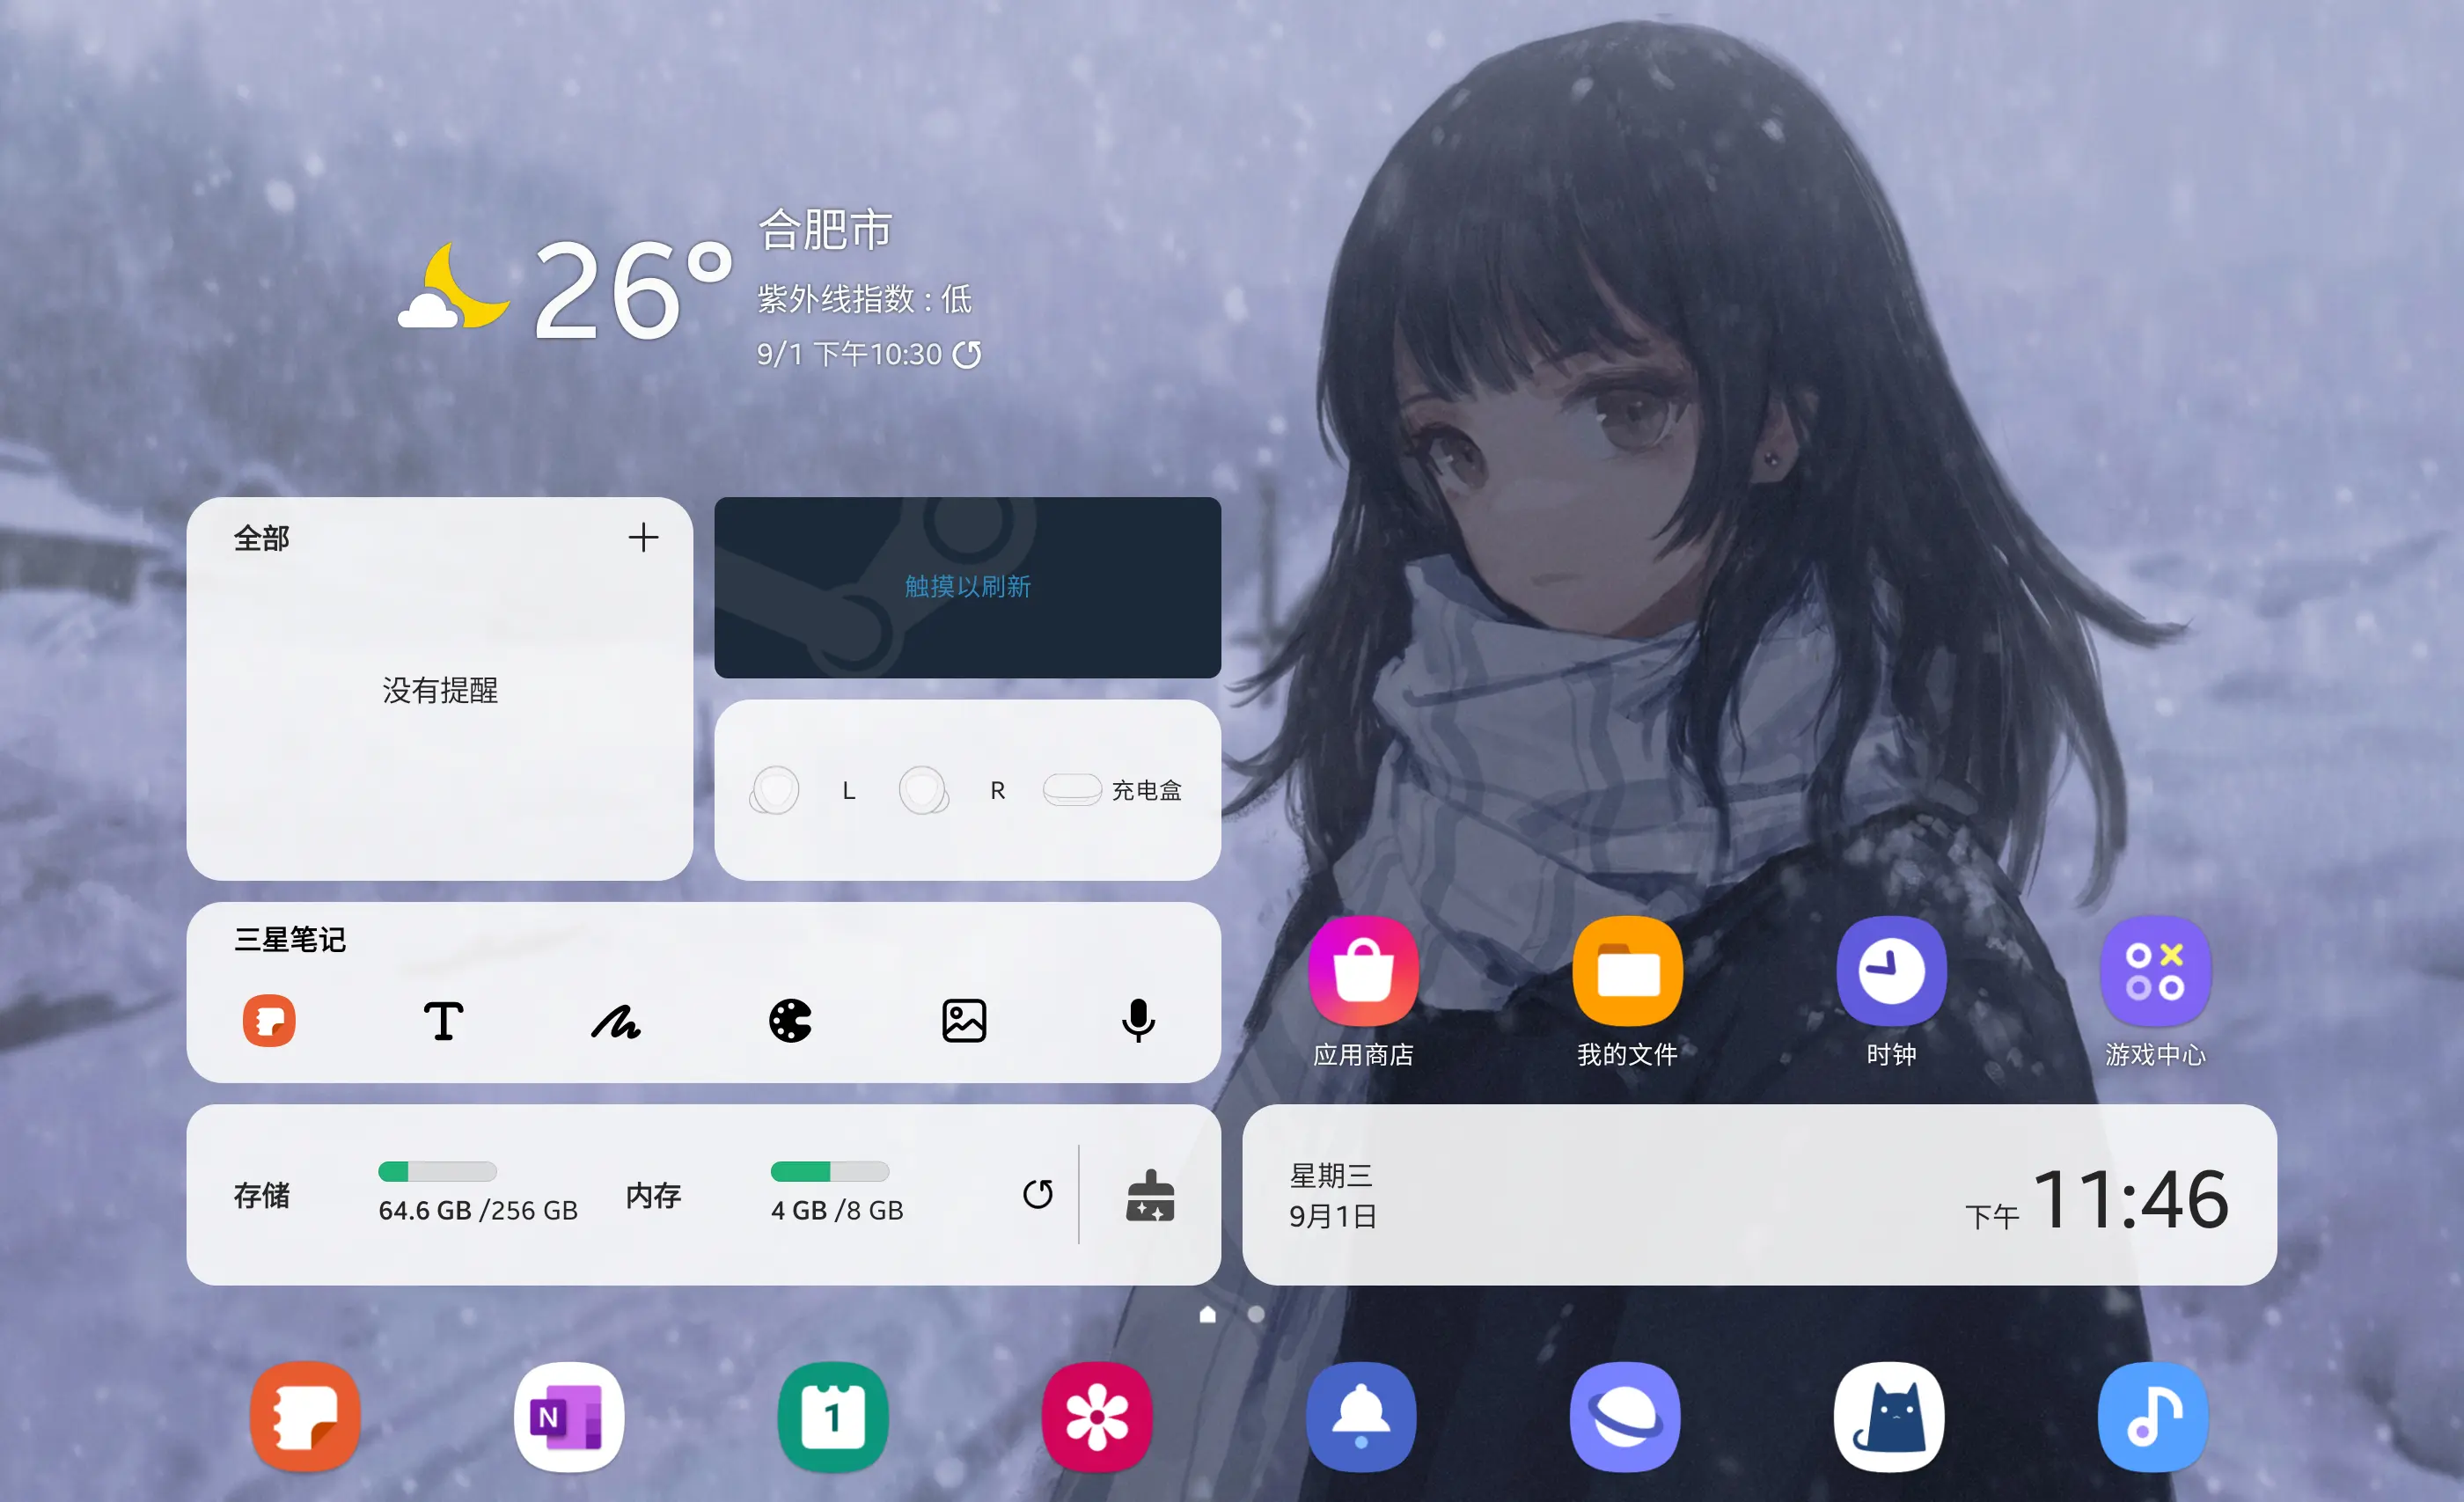 合肥市
26°
紫外线指数 : 低
9/1 下午10:30
全部
没有提醒
触摸以刷新
L
R
充电盒
三星笔记
应用商店
我的文件
时钟
游戏中心
存储
64.6 GB /256 GB
内存
4 GB /8 GB
星期三
9月1日
下午 11:46
N
1